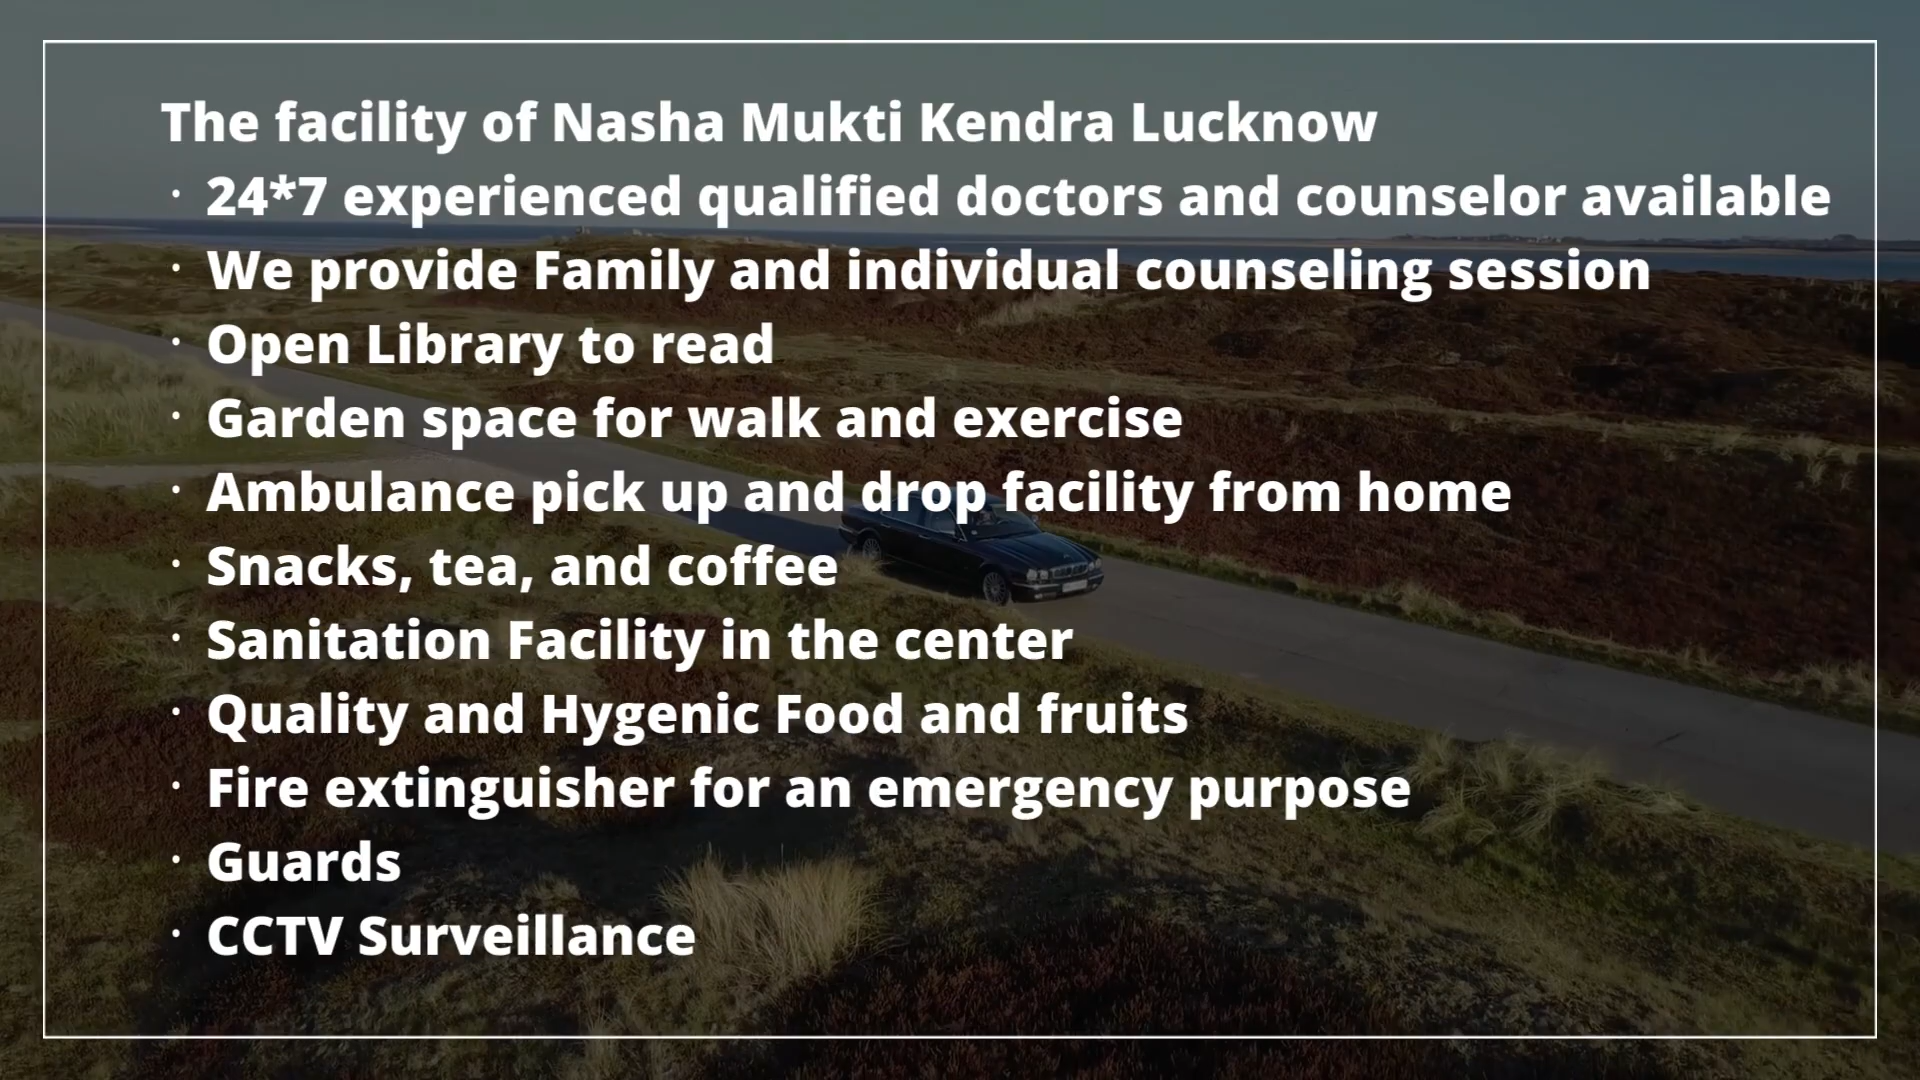 The facility of Nasha Mukti Kendra Lucknow
· 24*7 experienced qualified doctors and counselor available
· We provide Family and individual counseling session
· Open Library to read
· Garden space for walk and exercise
· Ambulance pick up and drop facility from home
· Snacks, tea, and coffee
· Sanitation Facility in the center
· Quality and Hygenic Food and fruits
· Fire extinguisher for an emergency purpose
· Guards
· CCTV Surveillance